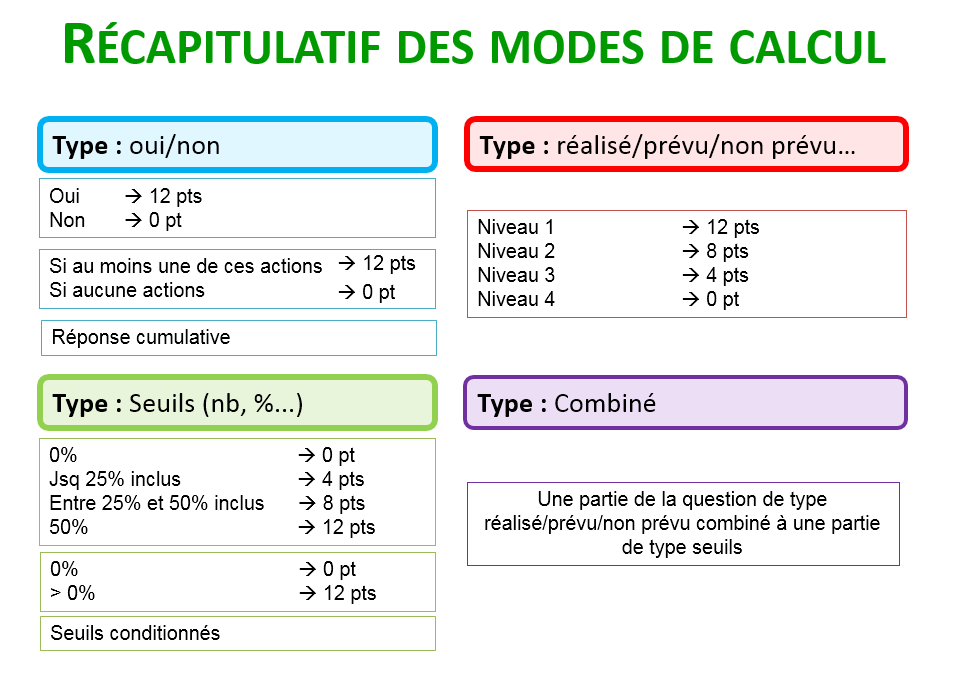 RÉCAPITULATIF DES MODES DE CALCUL
Type : oui/non
Oui → 12 pts
Non → 0 pt
Si au moins une de ces actions → 12 pts
Si aucune actions → 0 pt
Réponse cumulative
Type : réalisé/prévu/non prévu…
Niveau 1 → 12 pts
Niveau 2 → 8 pts
Niveau 3 → 4 pts
Niveau 4 → 0 pt
Type : Seuils (nb, %...)
0% → 0 pt
Jsq 25% inclus → 4 pts
Entre 25% et 50% inclus → 8 pts
50% → 12 pts
0% → 0 pt
> 0% → 12 pts
Seuils conditionnés
Type : Combiné
Une partie de la question de type
réalisé/prévu/non prévu combiné à une partie
de type seuils